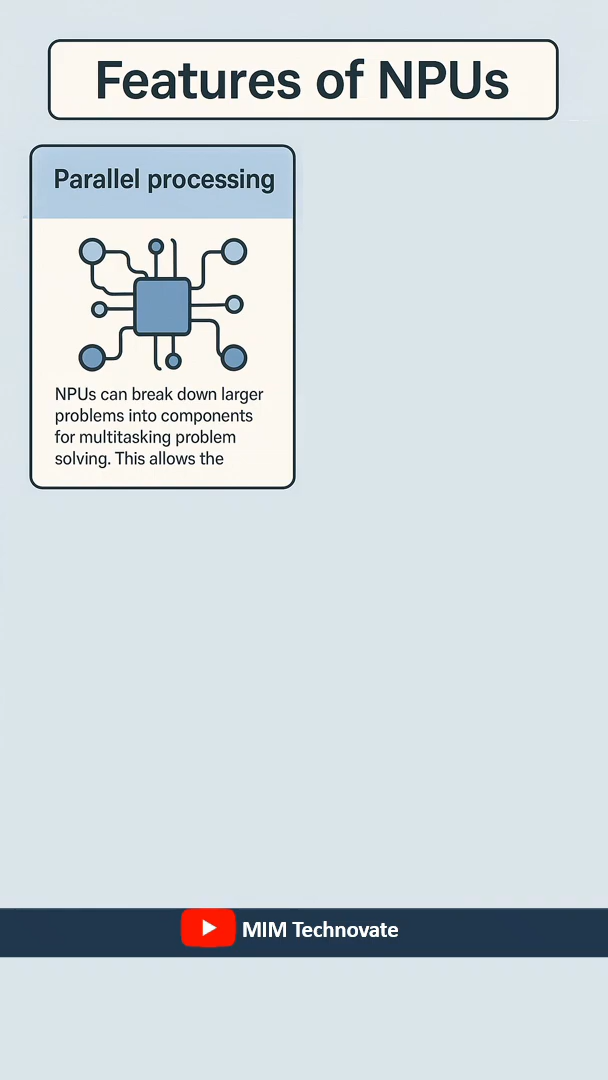 Features of NPUs
Parallel processing
NPUs can break down larger
problems into components
for multitasking problem
solving. This allows the
MIM Technovate